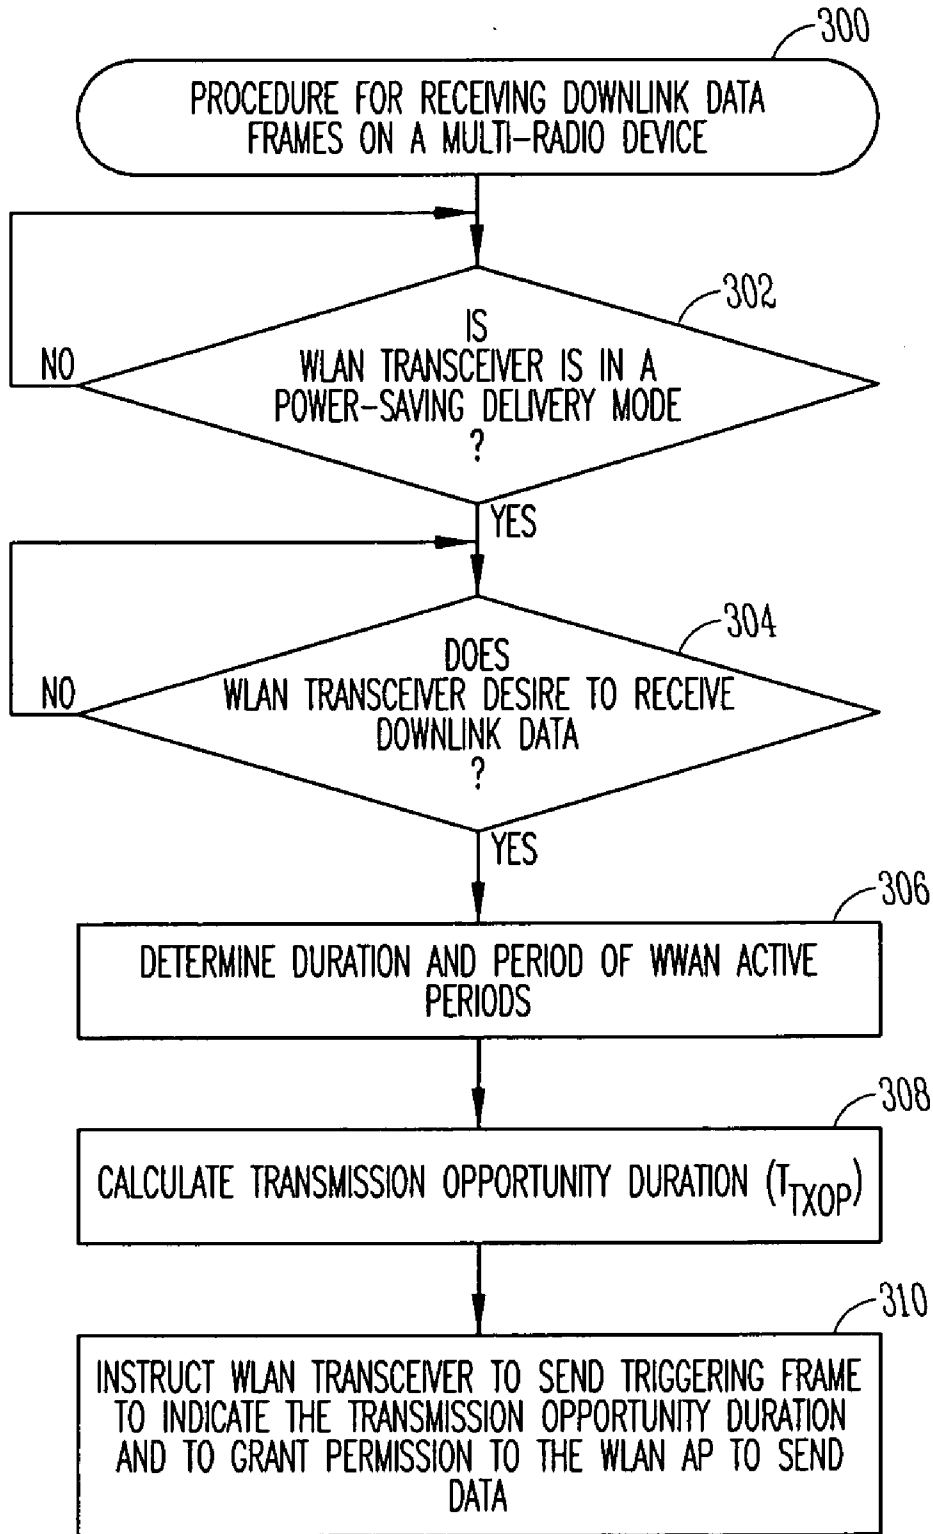 300
PROCEDURE FOR RECEIVING DOWNLINK DATA
FRAMES ON A MULTI-RADIO DEVICE
302
IS
WLAN TRANSCEIVER IS IN A
POWER-SAVING DELIVERY MODE
?
NO
YES
304
DOES
WLAN TRANSCEIVER DESIRE TO RECEIVE
DOWNLINK DATA
?
NO
YES
306
DETERMINE DURATION AND PERIOD OF WWAN ACTIVE
PERIODS
308
CALCULATE TRANSMISSION OPPORTUNITY DURATION (T_TXOP)
310
INSTRUCT WLAN TRANSCEIVER TO SEND TRIGGERING FRAME
TO INDICATE THE TRANSMISSION OPPORTUNITY DURATION
AND TO GRANT PERMISSION TO THE WLAN AP TO SEND
DATA